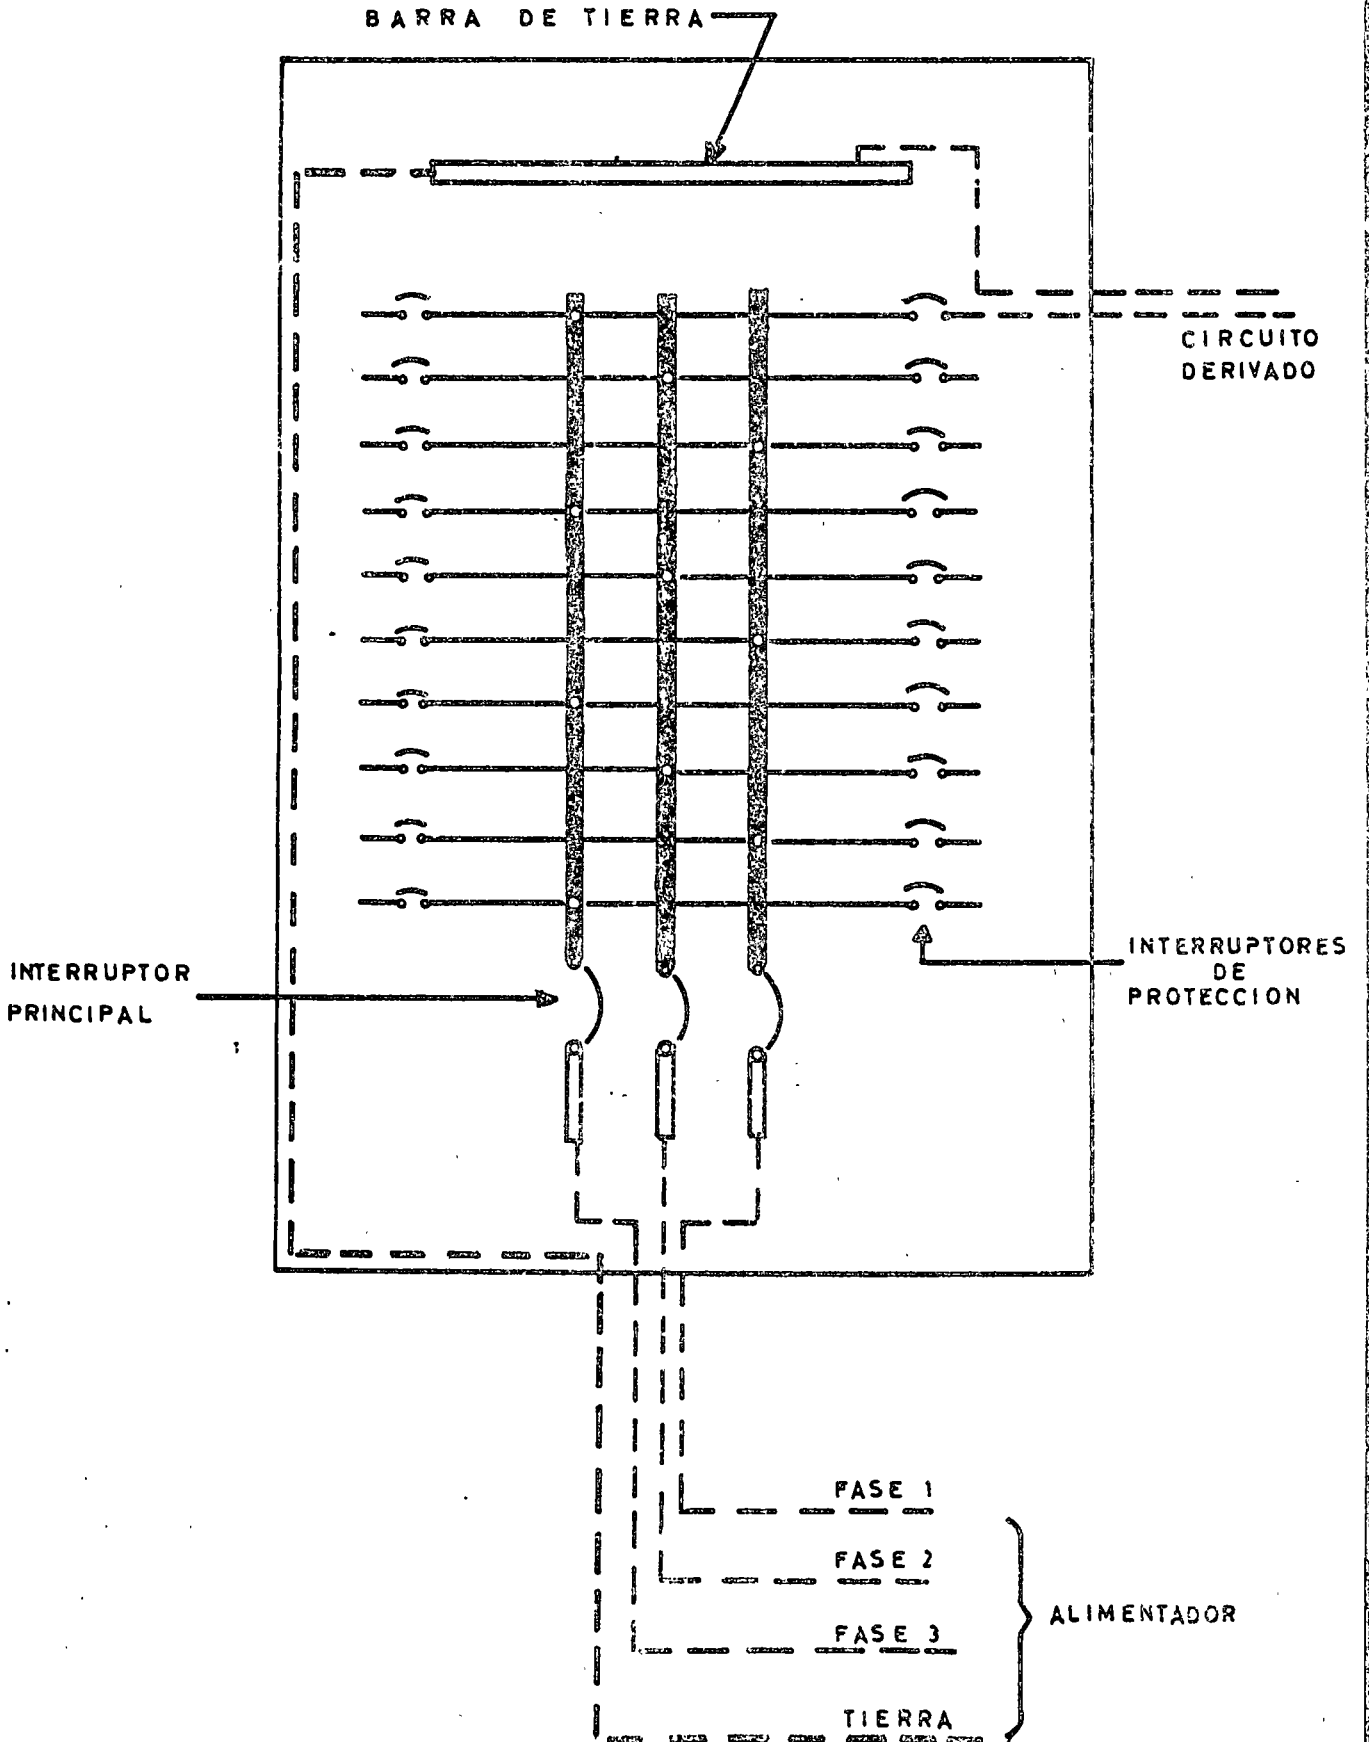 BARRA DE TIERRA
CIRCUITO
DERIVADO
INTERRUPTOR
PRINCIPAL
INTERRUPTORES
DE
PROTECCION
FASE 1
FASE 2
FASE 3
ALIMENTADOR
TIERRA